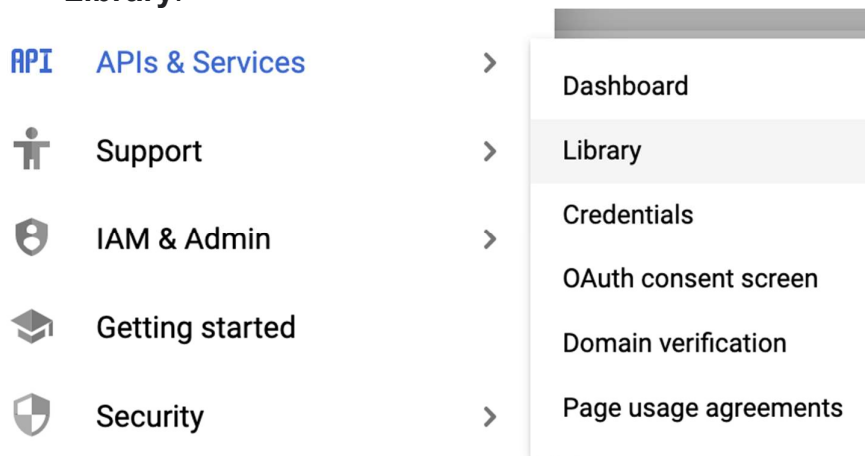 Library.
API APIs & Services
Support
IAM & Admin
Getting started
Security
Dashboard
Library
Credentials
OAuth consent screen
Domain verification
Page usage agreements